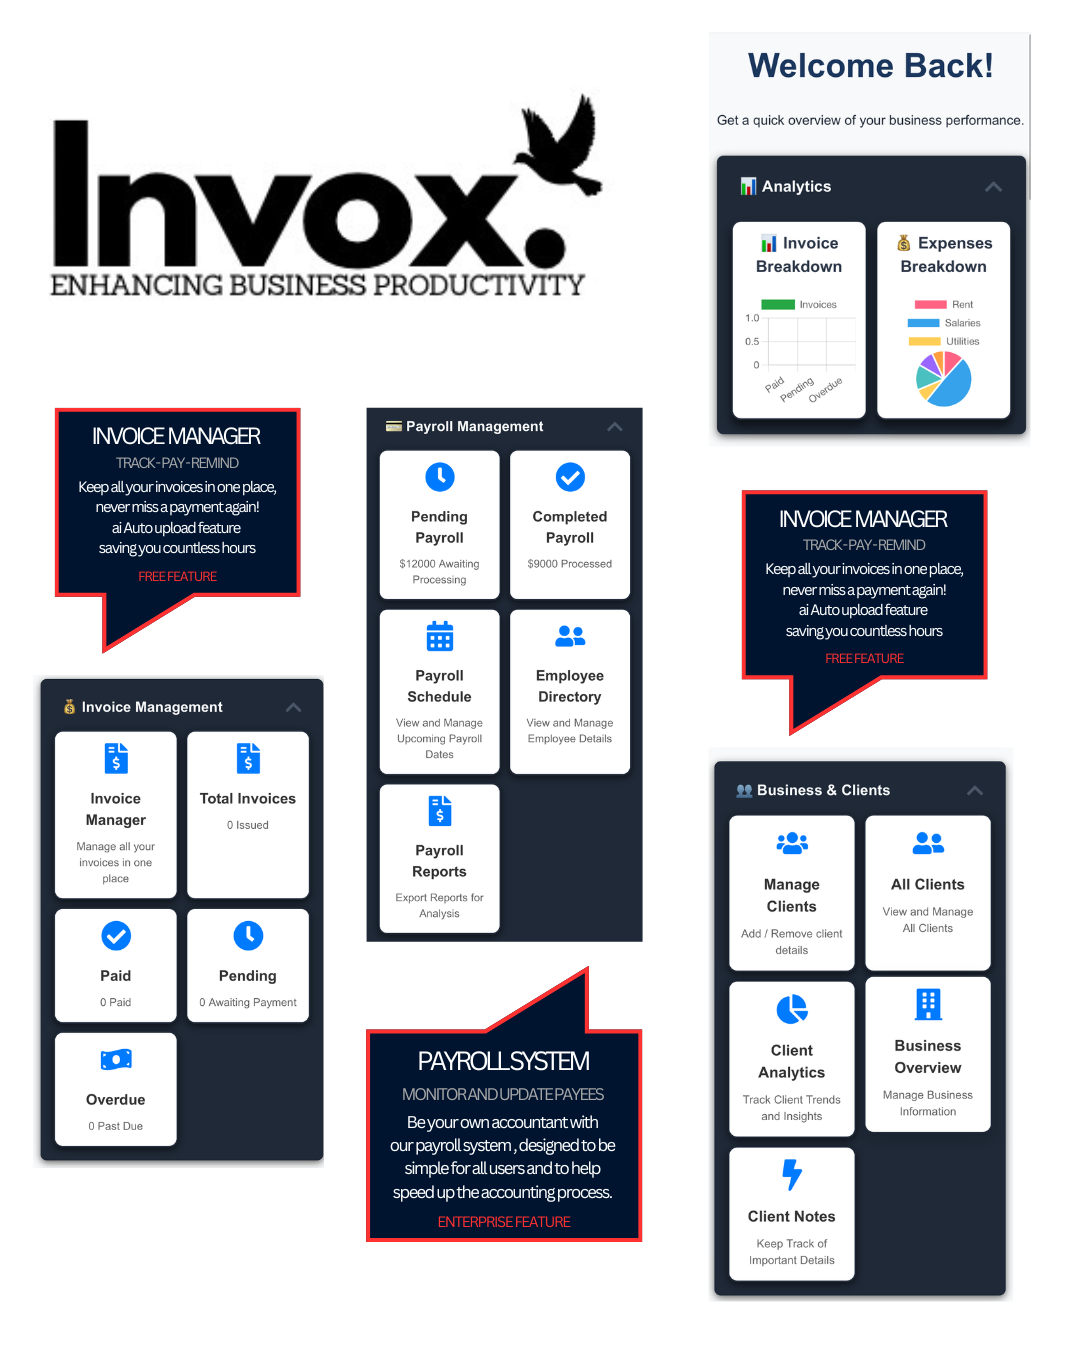 Invox.
ENHANCING BUSINESS PRODUCTIVITY
Welcome Back!
Get a quick overview of your business performance.
Analytics
Invoice
Breakdown
Invoices
1.0
0.5
0
Paid
Pending
Overdue
Expenses
Breakdown
Rent
Salaries
Utilities
INVOICE MANAGER
TRACK-PAY-REMIND
Keep all your invoices in one place,
never miss a payment again!
ai Auto upload feature
saving you countless hours
FREE FEATURE
Invoice Management
Invoice
Manager
Manage all your
invoices in one
place
Total Invoices
0 Issued
Paid
0 Paid
Pending
0 Awaiting Payment
Overdue
0 Past Due
Payroll Management
Pending
Payroll
$12000 Awaiting
Processing
Completed
Payroll
$9000 Processed
Payroll
Schedule
View and Manage
Upcoming Payroll
Dates
Employee
Directory
View and Manage
Employee Details
Payroll
Reports
Export Reports for
Analysis
PAYROLL SYSTEM
MONITOR AND UPDATE PAYEES
Be your own accountant with
our payroll system , designed to be
simple for all users and to help
speed up the accounting process.
ENTERPRISE FEATURE
INVOICE MANAGER
TRACK-PAY-REMIND
Keep all your invoices in one place,
never miss a payment again!
ai Auto upload feature
saving you countless hours
FREE FEATURE
Business & Clients
Manage
Clients
Add / Remove client
details
All Clients
View and Manage
All Clients
Client
Analytics
Track Client Trends
and Insights
Business
Overview
Manage Business
Information
Client Notes
Keep Track of
Important Details